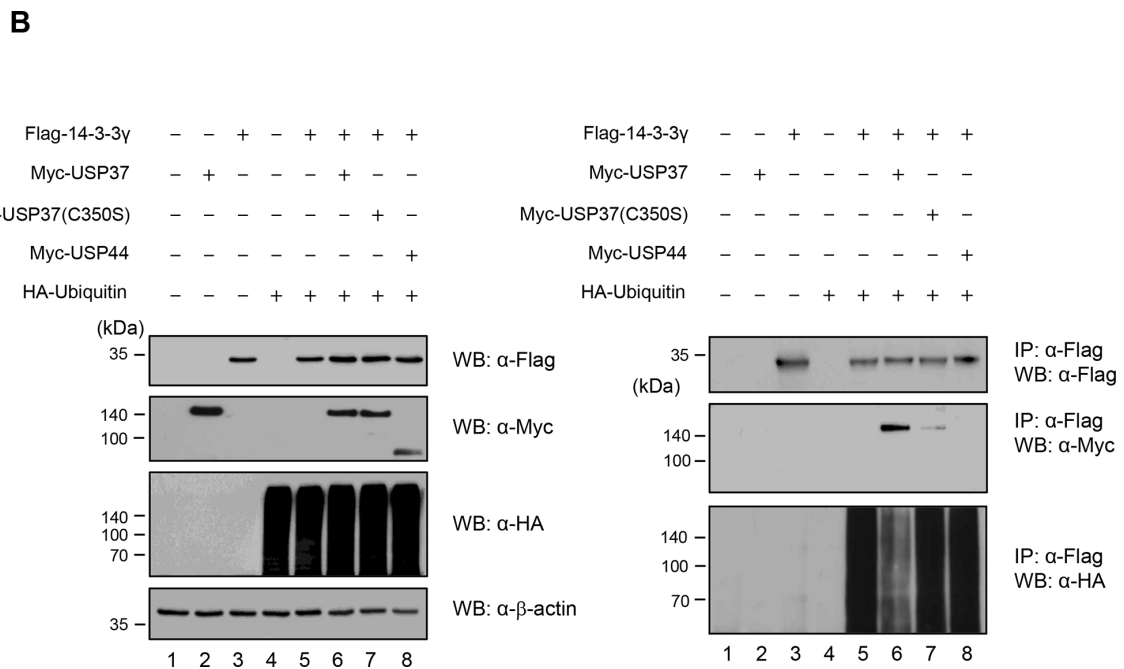 B
Flag-14-3-3γ – – + – + + + +
Myc-USP37 – + – – – + – –
-USP37(C350S) – – – – – – + –
Myc-USP44 – – – – – – – +
HA-Ubiquitin – – – + + + + +
(kDa)
35
WB: α-Flag
140
100
WB: α-Myc
140
100
70
WB: α-HA
35
WB: α-β-actin
1 2 3 4 5 6 7 8
Flag-14-3-3γ – – + – + + + +
Myc-USP37 – + – – – + – –
Myc-USP37(C350S) – – – – – – + –
Myc-USP44 – – – – – – – +
HA-Ubiquitin – – – + + + + +
35
(kDa)
IP: α-Flag
WB: α-Flag
140
100
IP: α-Flag
WB: α-Myc
140
100
70
IP: α-Flag
WB: α-HA
1 2 3 4 5 6 7 8